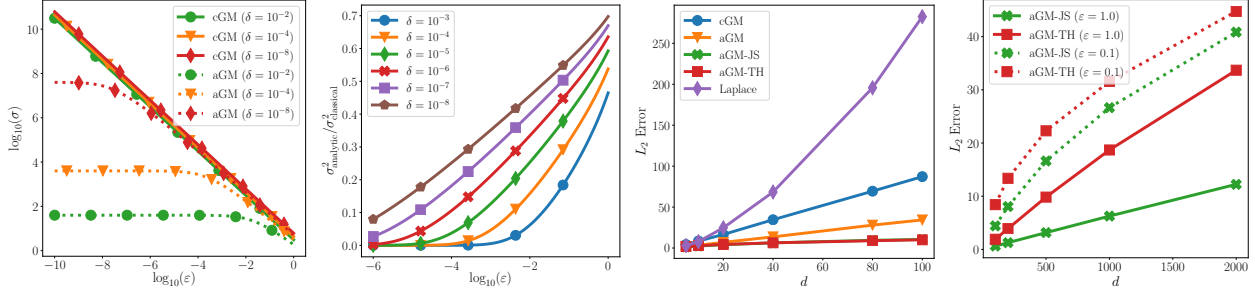 10.0
7.5
5.0
2.5
0.0
−10
−8
−6
−4
−2
0
log₁₀(ε)
log₁₀(σ)
cGM (δ = 10⁻²)
cGM (δ = 10⁻⁴)
cGM (δ = 10⁻⁸)
aGM (δ = 10⁻²)
aGM (δ = 10⁻⁴)
aGM (δ = 10⁻⁸)
0.7
0.6
0.5
0.4
0.3
0.2
0.1
0.0
−6
−4
−2
0
log₁₀(ε)
σ²analytic/σ²classical
δ = 10⁻³
δ = 10⁻⁴
δ = 10⁻⁵
δ = 10⁻⁶
δ = 10⁻⁷
δ = 10⁻⁸
250
200
150
100
50
0
20
40
60
80
100
d
L₂ Error
cGM
aGM
aGM-JS
aGM-TH
Laplace
40
30
20
10
0
500
1000
1500
2000
d
L₂ Error
aGM-JS (ε = 1.0)
aGM-TH (ε = 1.0)
aGM-JS (ε = 0.1)
aGM-TH (ε = 0.1)